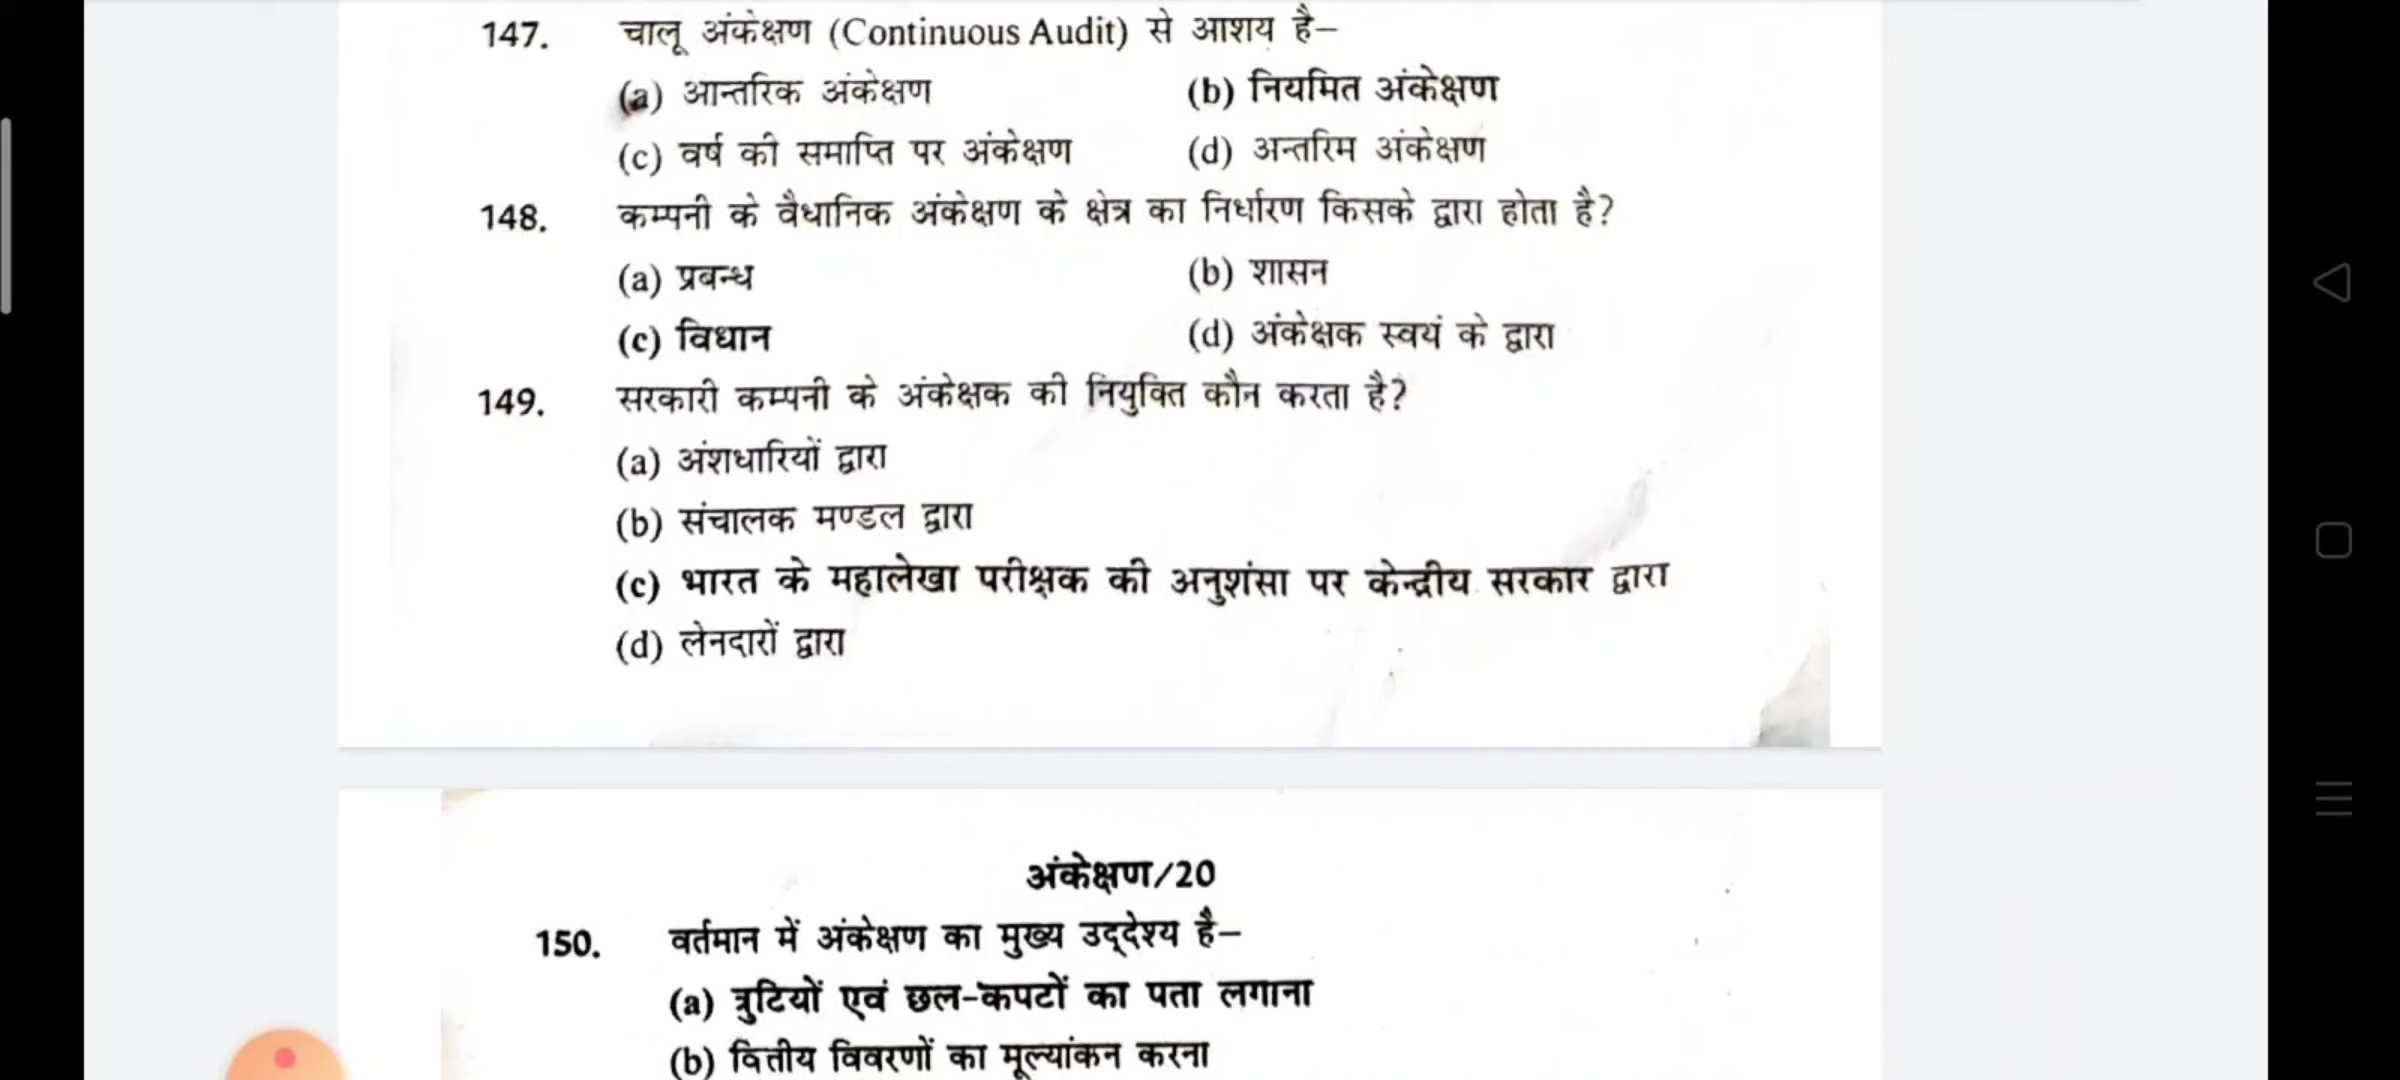 147. चालू अंकेक्षण (Continuous Audit) से आशय है–
(a) आन्तरिक अंकेक्षण (b) नियमित अंकेक्षण
(c) वर्ष की समाप्ति पर अंकेक्षण (d) अन्तरिम अंकेक्षण
148. कम्पनी के वैधानिक अंकेक्षण के क्षेत्र का निर्धारण किसके द्वारा होता है?
(a) प्रबन्ध (b) शासन
(c) विधान (d) अंकेक्षक स्वयं के द्वारा
149. सरकारी कम्पनी के अंकेक्षक की नियुक्ति कौन करता है?
(a) अंशधारियों द्वारा
(b) संचालक मण्डल द्वारा
(c) भारत के महालेखा परीक्षक की अनुशंसा पर केन्द्रीय सरकार द्वारा
(d) लेनदारों द्वारा
अंकेक्षण/20
150. वर्तमान में अंकेक्षण का मुख्य उद्देश्य है–
(a) त्रुटियों एवं छल-कपटों का पता लगाना
(b) वित्तीय विवरणों का मूल्यांकन करना